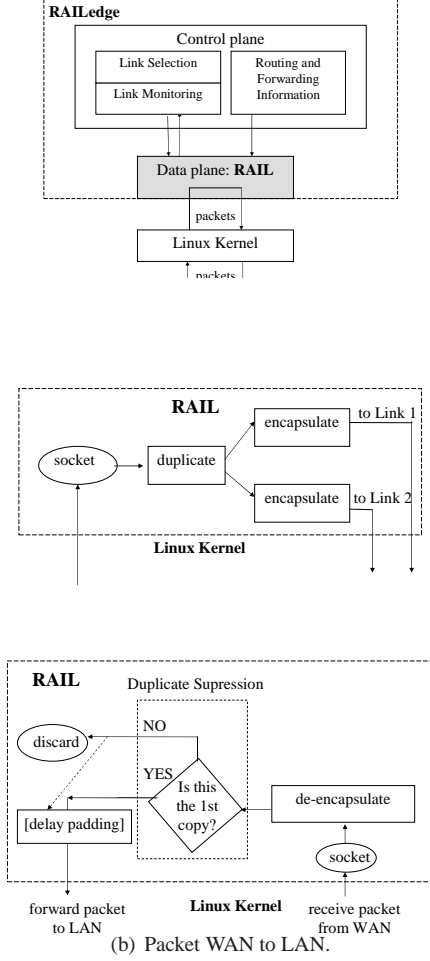 RAILedge
Control plane
Link Selection
Link Monitoring
Routing and
Forwarding
Information
Data plane: RAIL
packets
Linux Kernel
packets
RAIL
socket
duplicate
encapsulate
to Link 1
encapsulate
to Link 2
Linux Kernel
RAIL
Duplicate Supression
NO
discard
YES
Is this
the 1st
copy?
de-encapsulate
[delay padding]
socket
forward packet
to LAN
Linux Kernel
receive packet
from WAN
(b) Packet WAN to LAN.